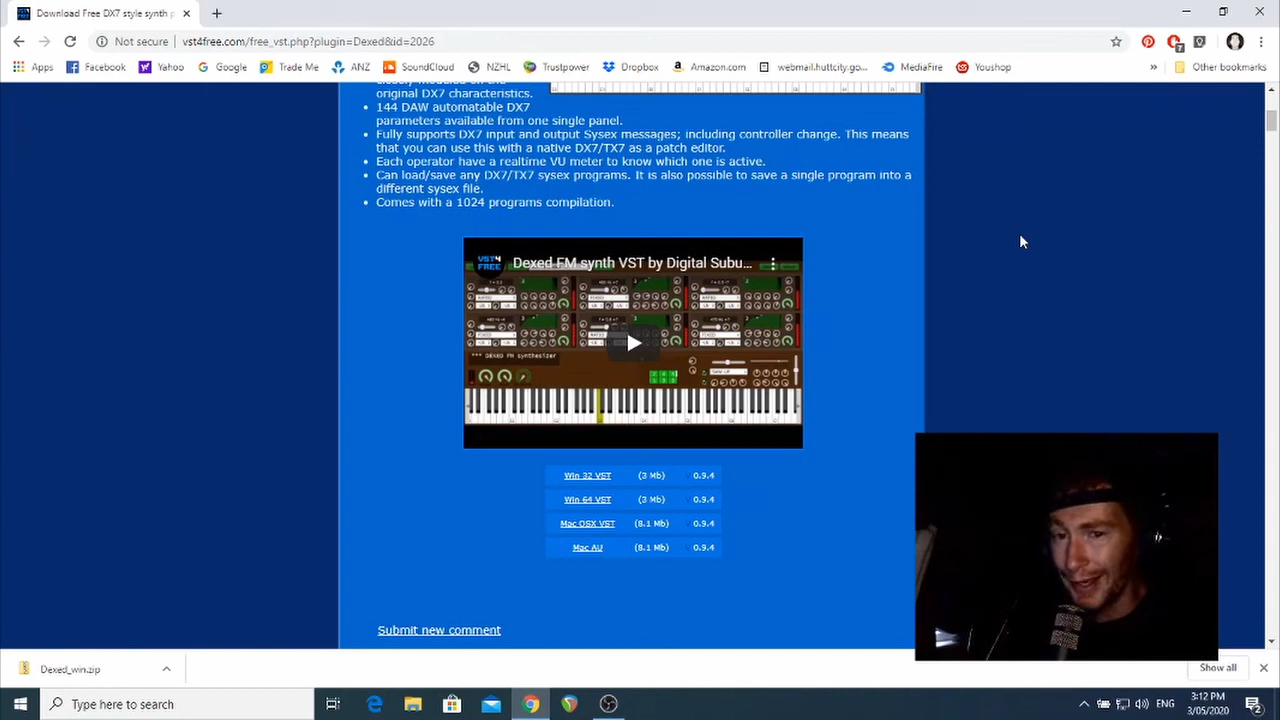 Download Free DX7 style synth p
Not secure
vst4free.com/free_vst.php?plugin=Dexed&id=2026
7
Apps
Facebook
Yahoo
Google
Trade Me
ANZ
SoundCloud
NZHL
Trustpower
Dropbox
Amazon.com
webmail.huttcity.go...
MediaFire
Youshop
»
Other bookmarks
original DX7 characteristics.
• 144 DAW automatable DX7
parameters available from one single panel.
• Fully supports DX7 input and output Sysex messages; including controller change. This means
that you can use this with a native DX7/TX7 as a patch editor.
• Each operator have a realtime VU meter to know which one is active.
• Can load/save any DX7/TX7 sysex programs. It is also possible to save a single program into a
different sysex file.
• Comes with a 1024 programs compilation.
VST4
FREE
Dexed FM synth VST by Digital Subu...
*** DEXED FM synthesizer
Win 32 VST (3 Mb) 0.9.4
Win 64 VST (3 Mb) 0.9.4
Mac OSX VST (8.1 Mb) 0.9.4
Mac AU (8.1 Mb) 0.9.4
Submit new comment
Dexed_win.zip
Show all
Type here to search
ENG
3:12 PM
3/05/2020
2